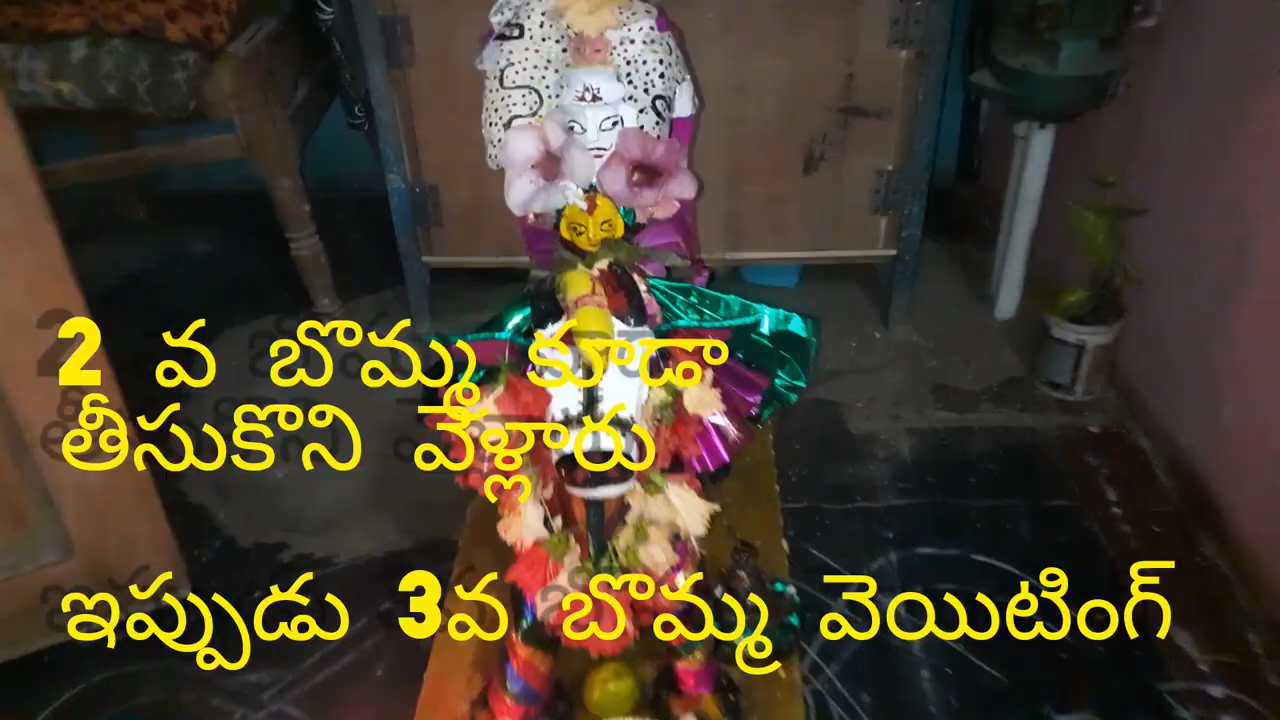 2 వ బొమ్మ కూడా
తీసుకొని వెళ్లారు
ఇప్పుడు 3వ బొమ్మ వెయిటింగ్